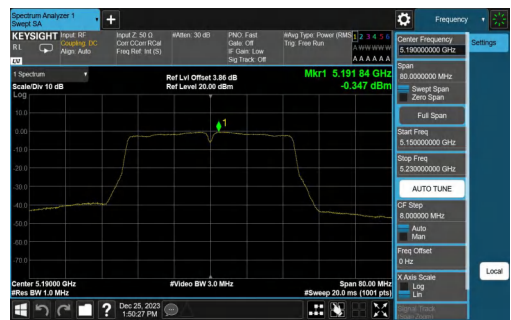 Spectrum Analyzer 1
Swept SA
+
Frequency
KEYSIGHT Input: RF
RL
Coupling: DC
Align: Auto
LV
Input Z: 50 Ω
Corr CCorr RCal
Freq Ref: Int (S)
#Atten: 30 dB
PNO: Fast
Gate: Off
IF Gain: Low
Sig Track: Off
#Avg Type: Power (RMS)
Trig: Free Run
1 2 3 4 5 6
A W W W W W
A A A A A A
1 Spectrum
Scale/Div 10 dB
Log
Ref Lvl Offset 3.86 dB
Ref Level 20.00 dBm
Mkr1 5.191 84 GHz
-0.347 dBm
10.0
0.00
-10.0
-20.0
-30.0
-40.0
-50.0
-60.0
-70.0
1
Center 5.19000 GHz
#Res BW 1.0 MHz
#Video BW 3.0 MHz
Span 80.00 MHz
#Sweep 20.0 ms (1001 pts)
Center Frequency
5.190000000 GHz
Span
80.0000000 MHz
Swept Span
Zero Span
Full Span
Start Freq
5.150000000 GHz
Stop Freq
5.230000000 GHz
AUTO TUNE
CF Step
8.000000 MHz
Auto
Man
Freq Offset
0 Hz
X Axis Scale
Log
Lin
Signal Track
Settings
Local
?
Dec 25, 2023
1:50:27 PM